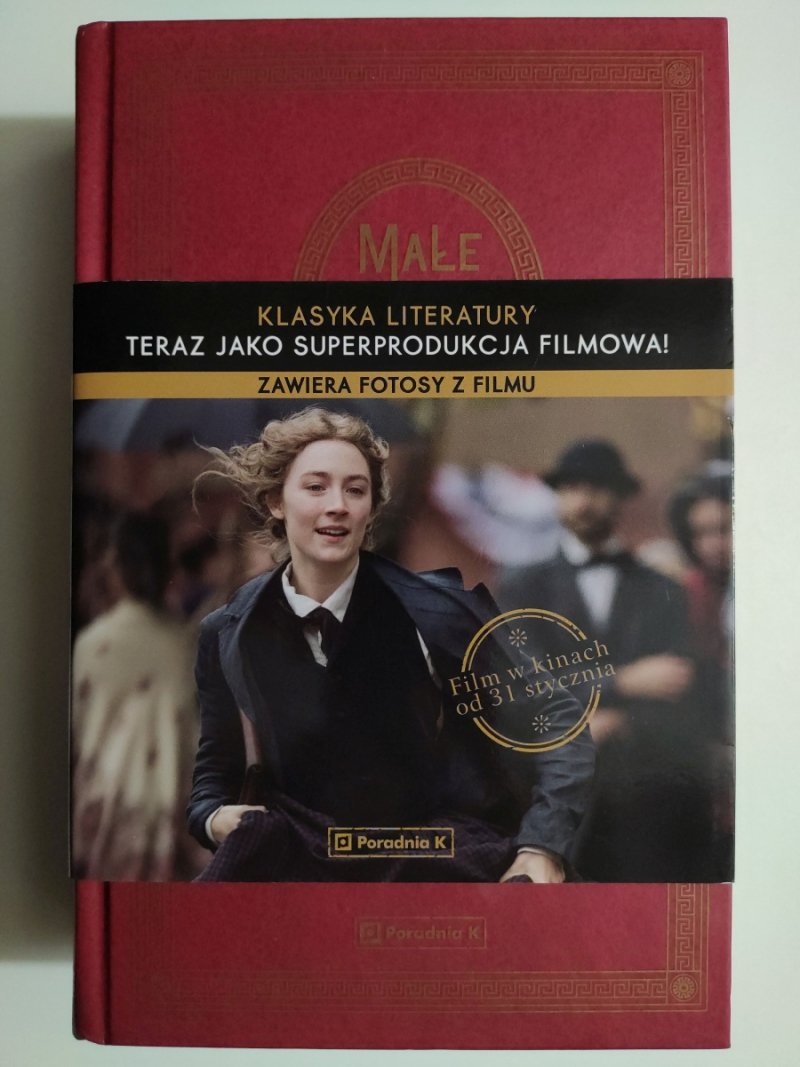 MAŁE
KLASYKA LITERATURY
TERAZ JAKO SUPERPRODUKCJA FILMOWA!
ZAWIERA FOTOSY Z FILMU
Film w kinach
od 31 stycznia
Poradnia K
Poradnia K